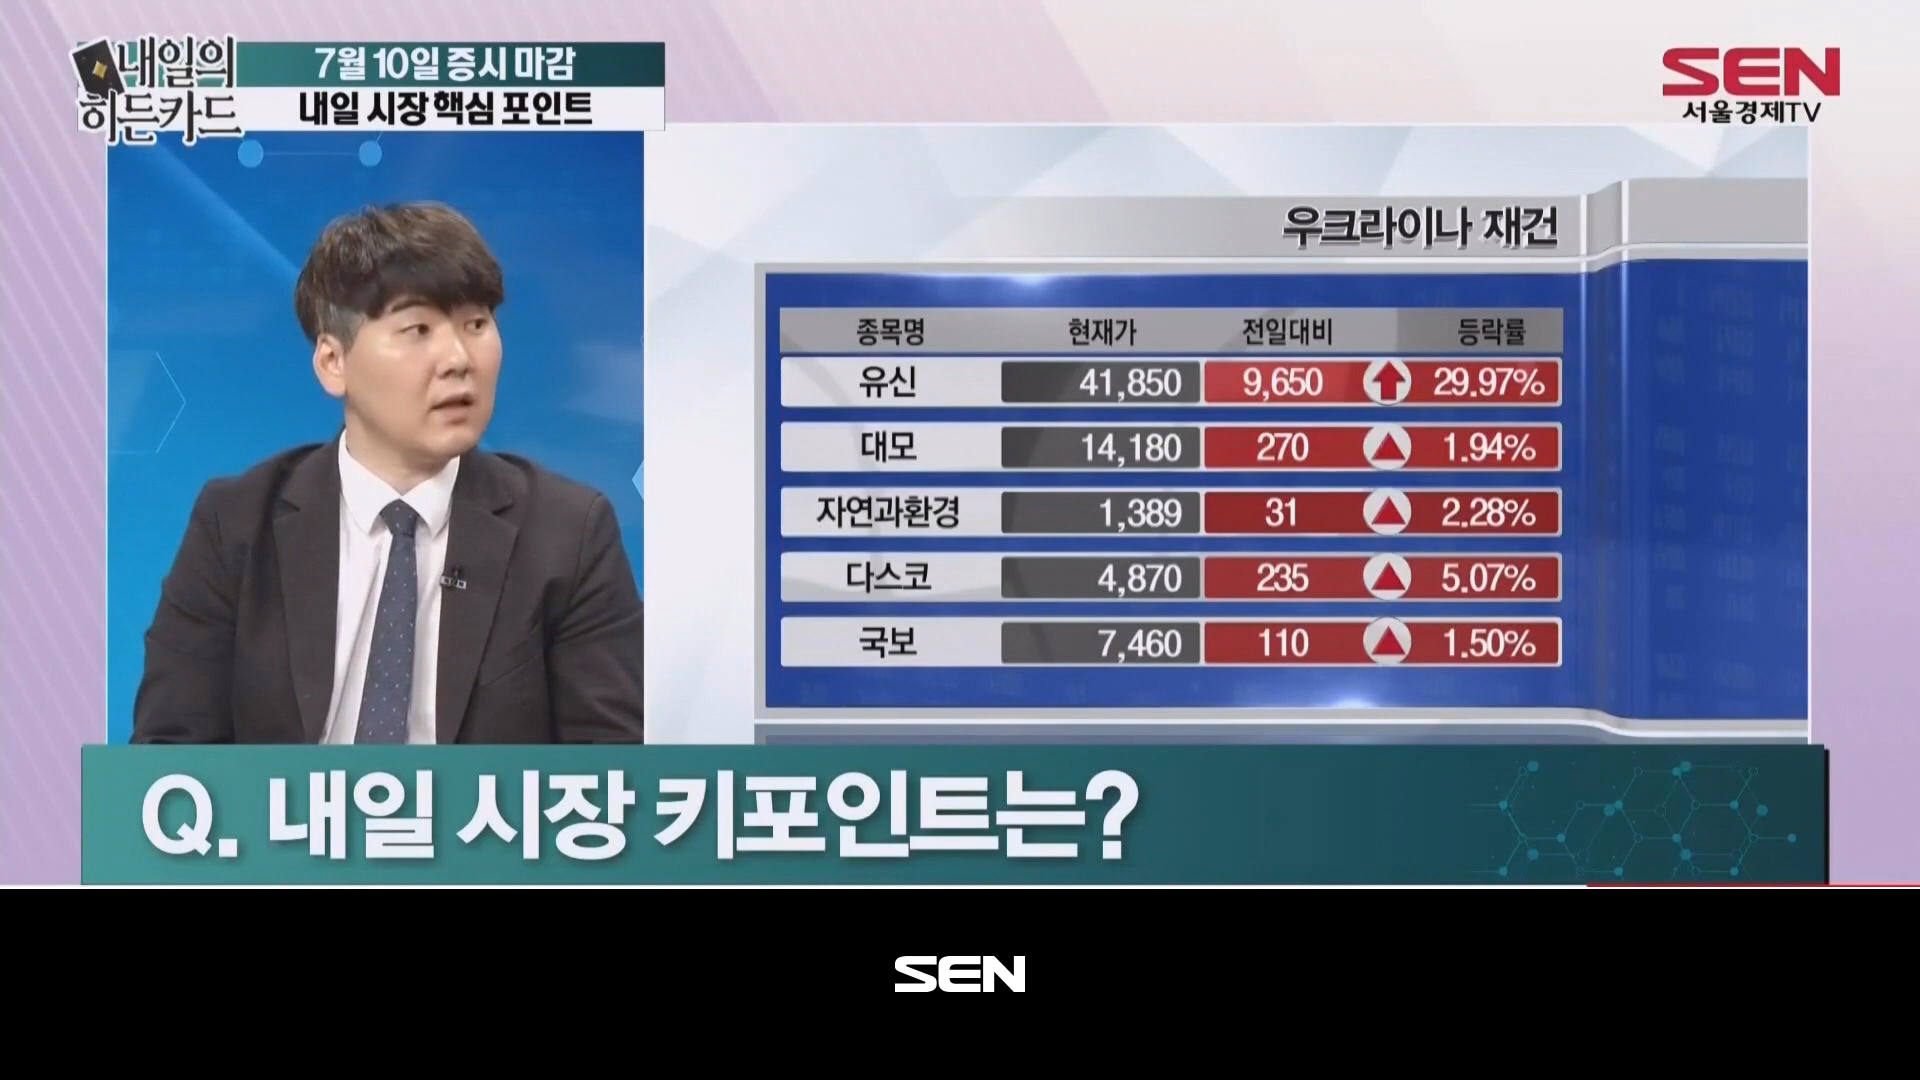 내일의
히든카드
7월 10일 증시 마감
내일 시장 핵심 포인트
SEN
서울경제TV
우크라이나 재건
종목명 현재가 전일대비 등락률
유신 41,850 9,650 29.97%
대모 14,180 270 1.94%
자연과환경 1,389 31 2.28%
다스코 4,870 235 5.07%
국보 7,460 110 1.50%
Q. 내일 시장 키포인트는?
SEN